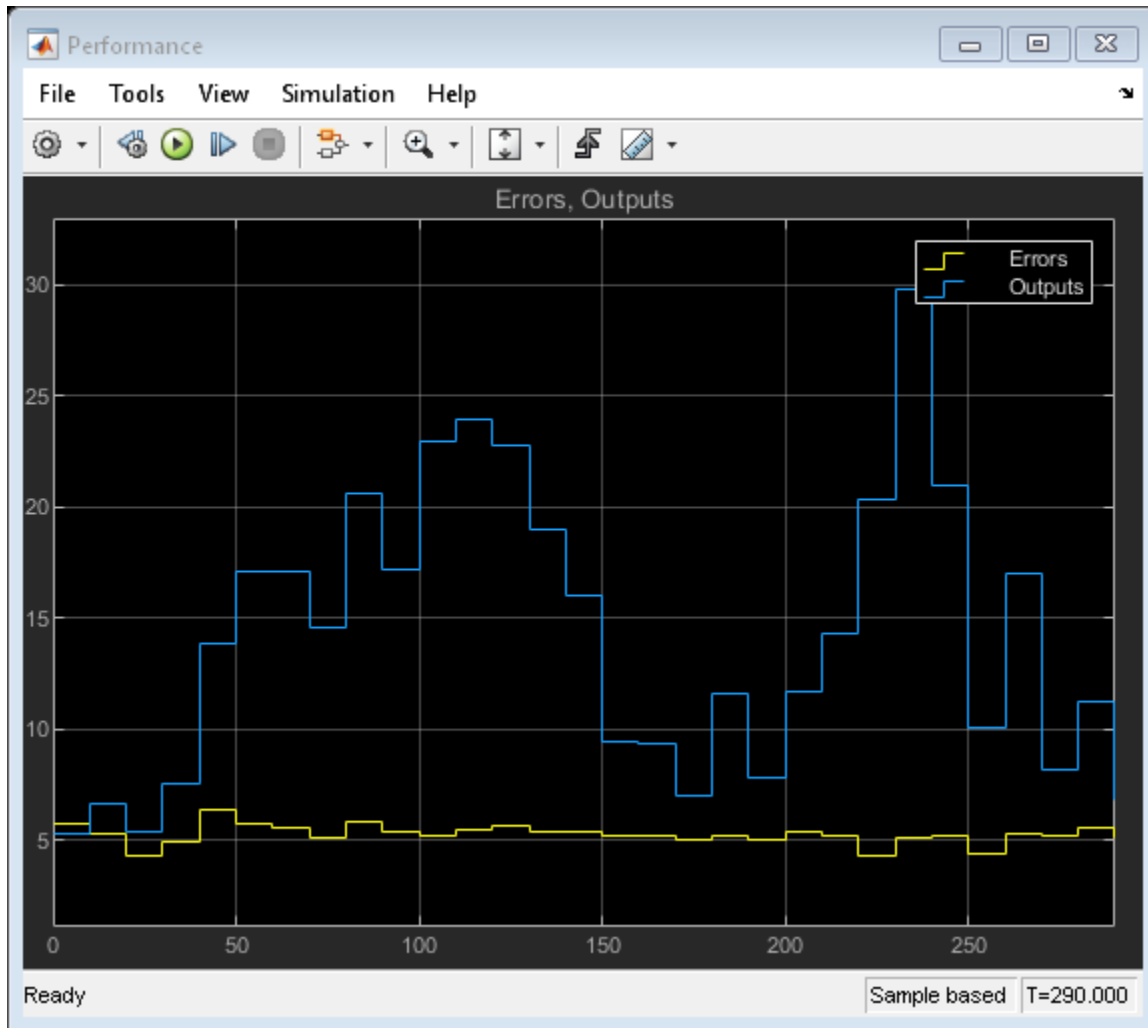 Performance
File Tools View Simulation Help
Errors, Outputs
Errors
Outputs
30
25
20
15
10
5
0 50 100 150 200 250
Ready Sample based T=290.000